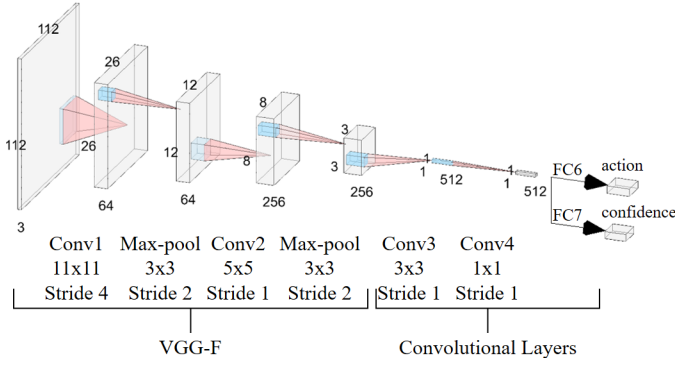 112
112
3
26
26
64
12
12
64
8
8
256
3
3
256
1
1
512
1
1
512
FC6
action
FC7
confidence
Conv1 Max-pool Conv2 Max-pool Conv3 Conv4
11x11 3x3 5x5 3x3 3x3 1x1
Stride 4 Stride 2 Stride 1 Stride 2 Stride 1 Stride 1
VGG-F Convolutional Layers